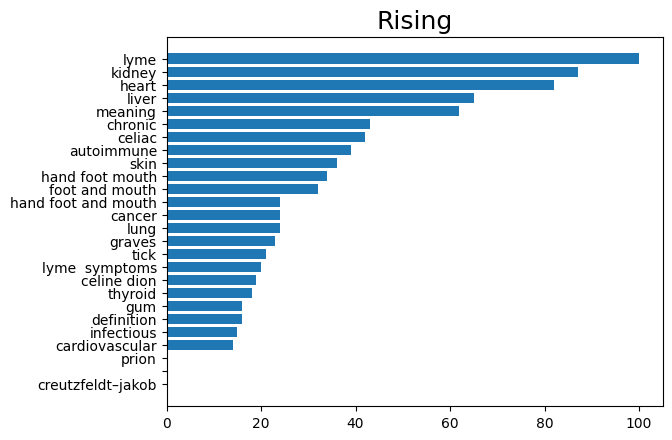 Rising
lyme
kidney
heart
liver
meaning
chronic
celiac
autoimmune
skin
hand foot mouth
foot and mouth
hand foot and mouth
cancer
lung
graves
tick
lyme  symptoms
celine dion
thyroid
gum
definition
infectious
cardiovascular
prion
creutzfeldt–jakob
0 20 40 60 80 100